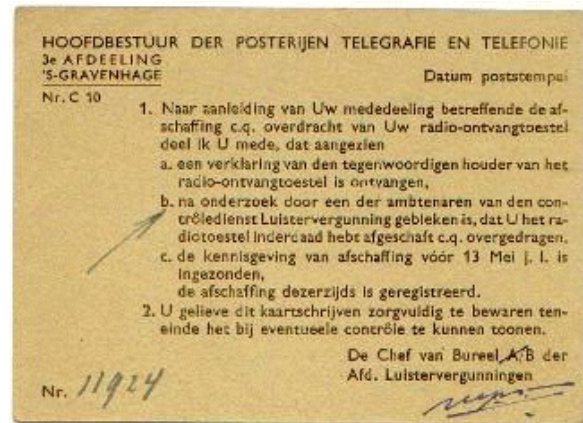 HOOFDBESTUUR DER POSTERIJEN TELEGRAFIE EN TELEFONIE
3e AFDEELING
'S-GRAVENHAGE
Datum poststempel
Nr. C 10
1. Naar aanleiding van Uw mededeeling betreffende de af-
schaffing c.q. overdracht van Uw radio-ontvangtoestel
deel ik U mede, dat aangezien
a. een verklaring van den tegenwoordigen houder van het
radio-ontvangtoestel is ontvangen,
b. na onderzoek door een der ambtenaren van den con-
trôledienst Luistervergunning gebleken is, dat U het ra-
diotoestel inderdaad hebt afgeschaft c.q. overgedragen.
c. de kennisgeving van afschaffing vóór 13 Mei j. l. is
ingezonden,
de afschaffing dezerzijds is geregistreerd.
2. U gelieve dit kaartschrijven zorgvuldig te bewaren ten-
einde het bij eventueele contrôle te kunnen toonen.
De Chef van Bureel A/B der
Afd. Luistervergunningen
Nr. 11924